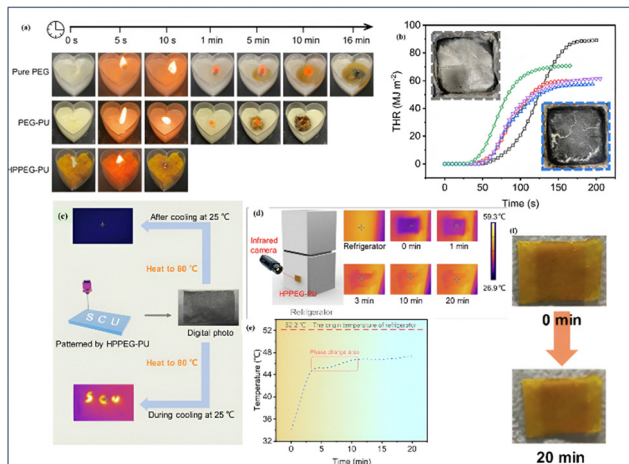 (a)
0 s
5 s
10 s
1 min
5 min
10 min
16 min
Pure PEG
PEG-PU
HPPEG-PU
(b)
THR (MJ m⁻²)
100
80
60
40
20
0
0 50 100 150 200
Time (s)
(c)
After cooling at 25 ℃
Heat to 80 ℃
S C U
Patterned by HPPEG-PU
Digital photo
Heat to 80 ℃
S C U
During cooling at 25 ℃
(d)
Infrared
camera
HPPEG-PU
Refrigerator
Refrigerator
0 min
1 min
3 min
10 min
20 min
59.3 ℃
26.9 ℃
(e)
Temperature (℃)
52
48
44
40
36
32
The origin temperature of refrigerator
Phase change area
0 5 10 15 20
Time (min)
(f)
0 min
20 min